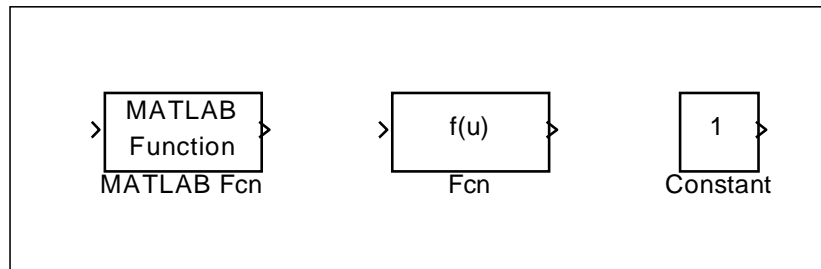 MATLAB
Function
MATLAB Fcn
f(u)
Fcn
1
Constant